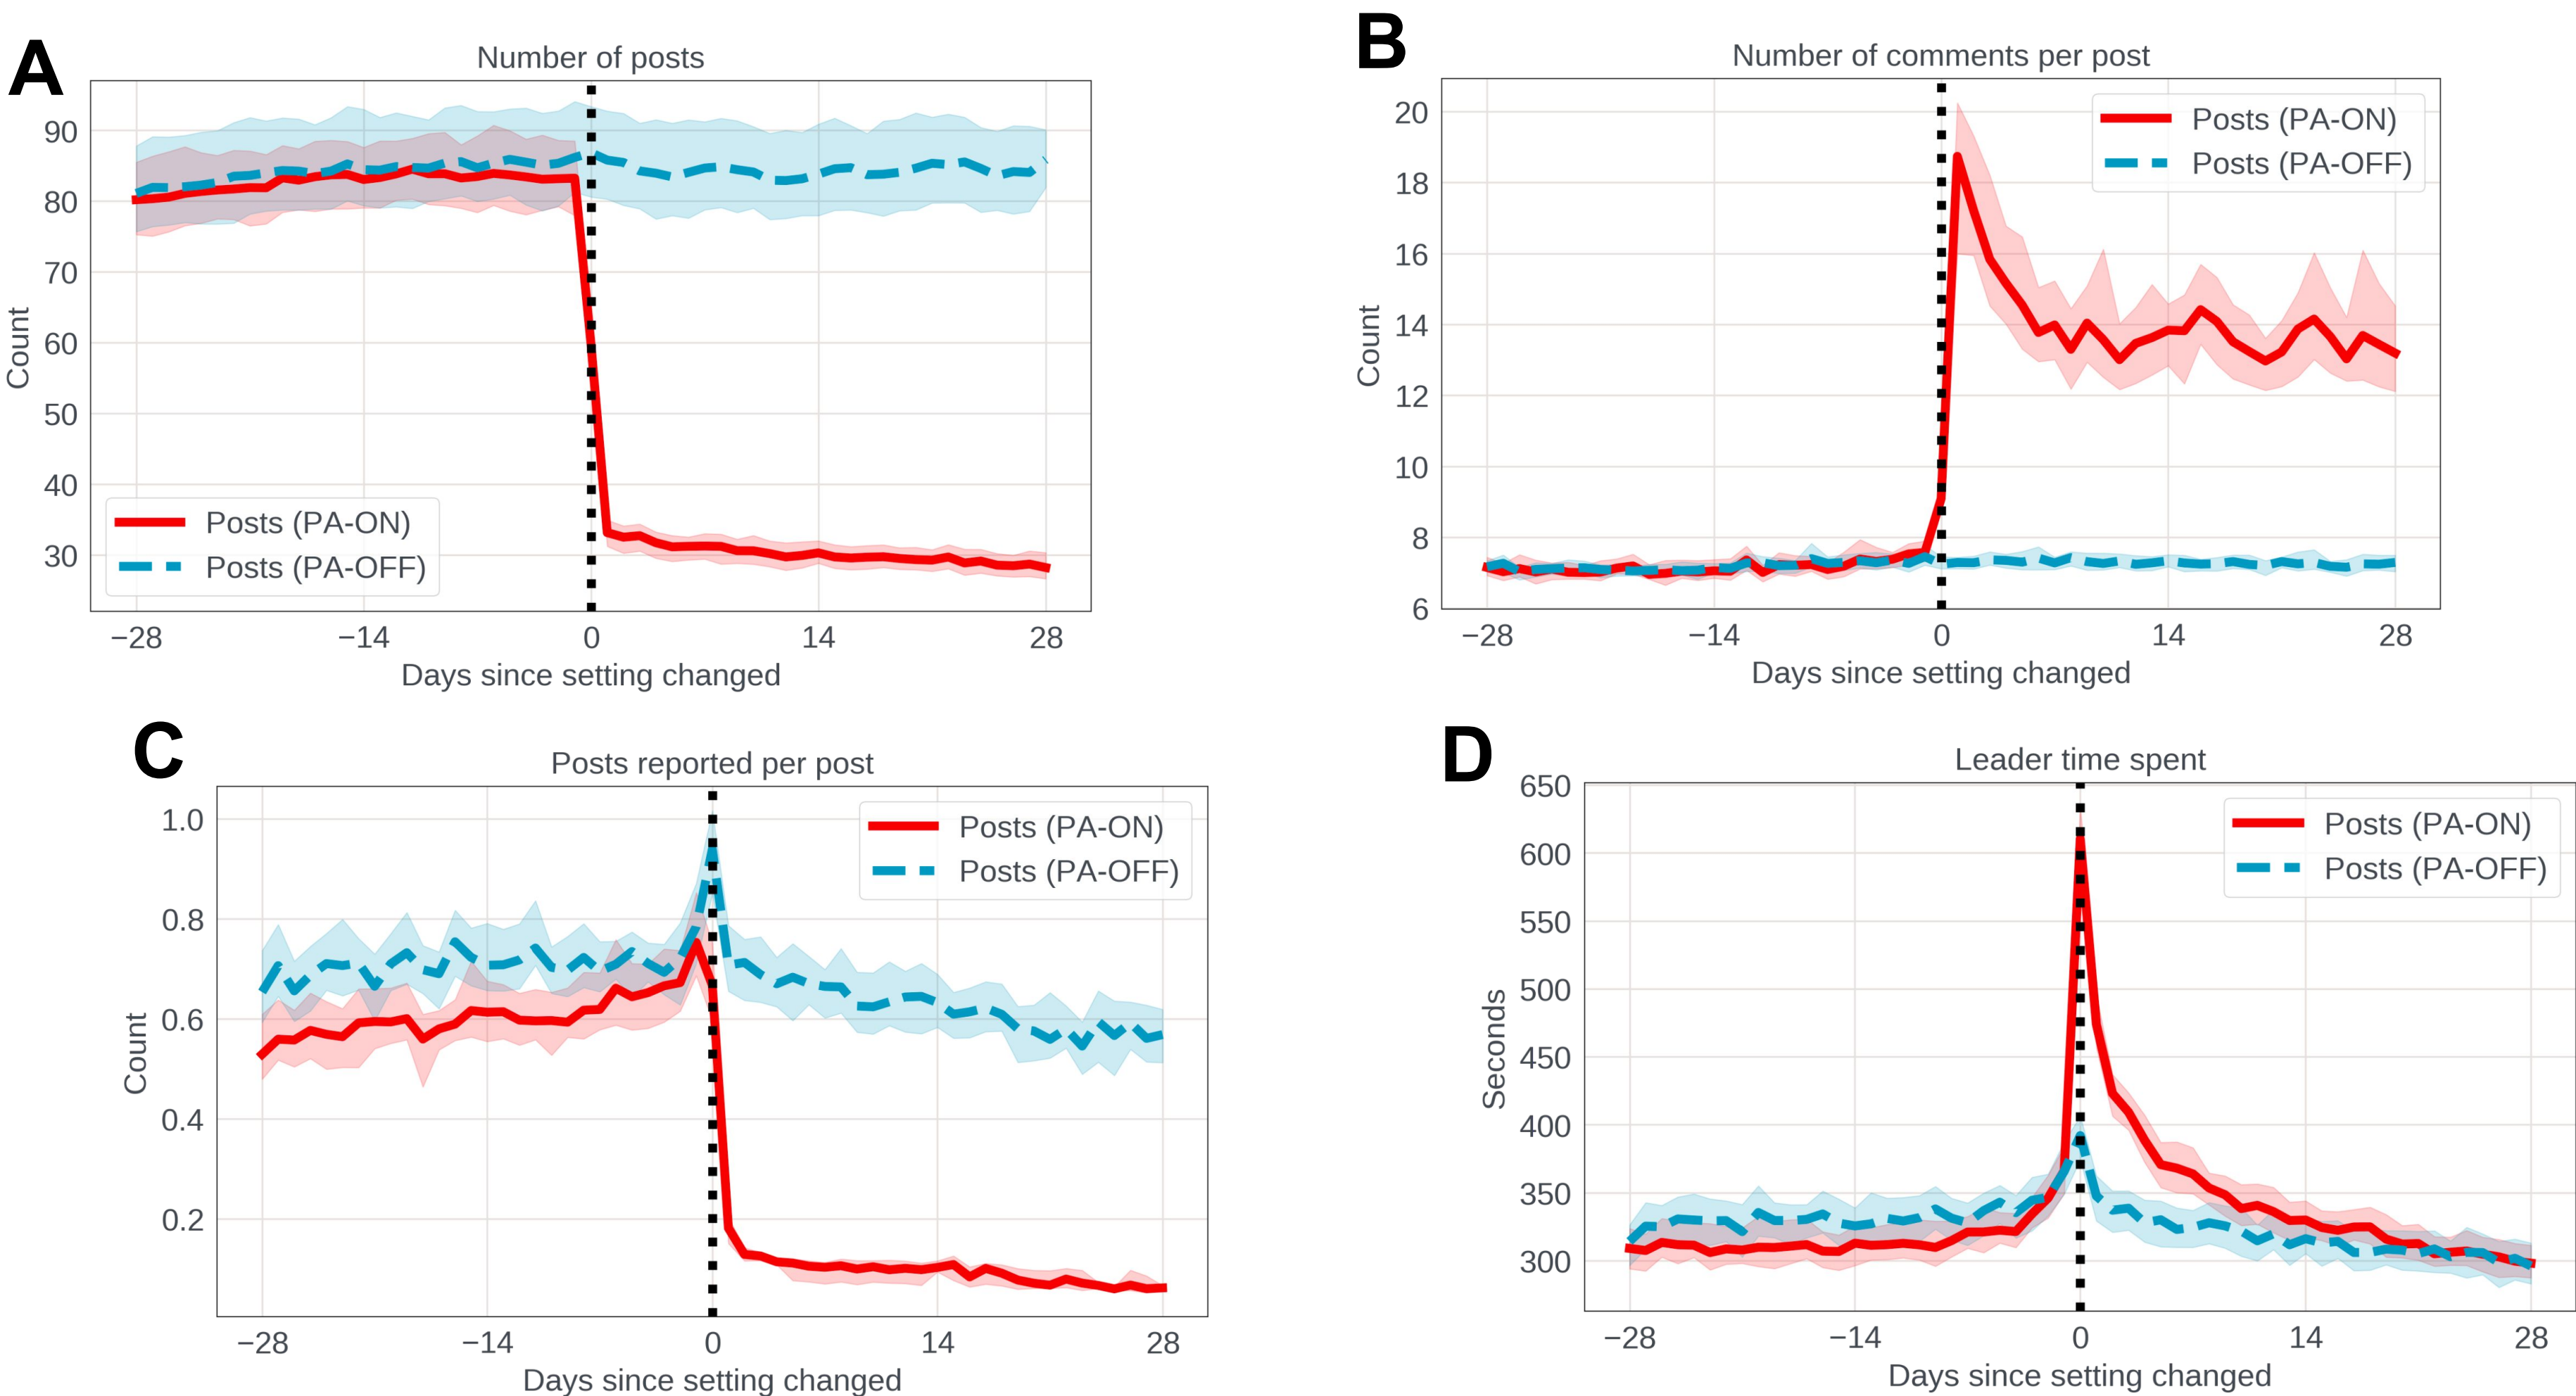 A
Number of posts
Count
90
80
70
60
50
40
30
Posts (PA-ON)
Posts (PA-OFF)
−28
−14
0
14
28
Days since setting changed
B
Number of comments per post
Count
20
18
16
14
12
10
8
6
Posts (PA-ON)
Posts (PA-OFF)
−28
−14
0
14
28
Days since setting changed
C
Posts reported per post
Count
1.0
0.8
0.6
0.4
0.2
Posts (PA-ON)
Posts (PA-OFF)
−28
−14
0
14
28
Days since setting changed
D
Leader time spent
Seconds
650
600
550
500
450
400
350
300
Posts (PA-ON)
Posts (PA-OFF)
−28
−14
0
14
28
Days since setting changed